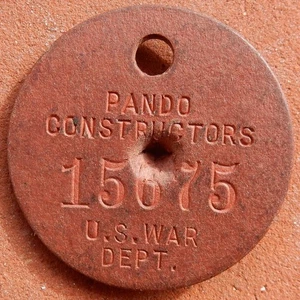 PANDO
CONSTRUCTORS
15675
U.S. WAR
DEPT.